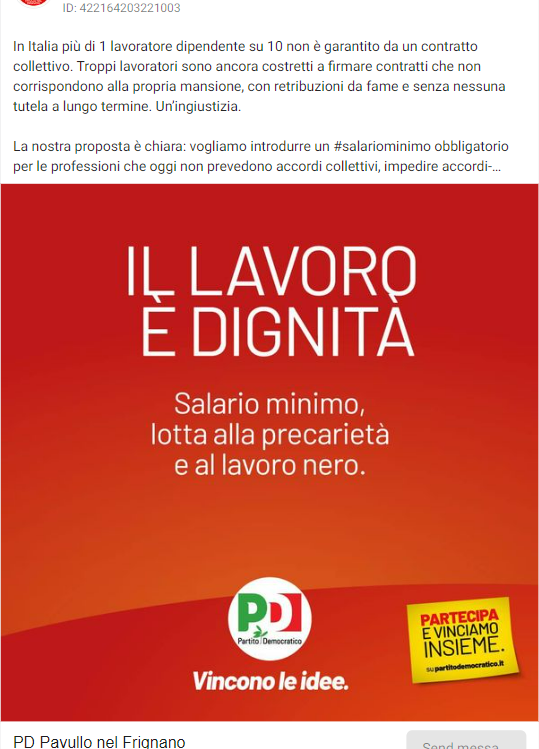 ID: 422164203221003
In Italia più di 1 lavoratore dipendente su 10 non è garantito da un contratto
collettivo. Troppi lavoratori sono ancora costretti a firmare contratti che non
corrispondono alla propria mansione, con retribuzioni da fame e senza nessuna
tutela a lungo termine. Un'ingiustizia.
La nostra proposta è chiara: vogliamo introdurre un #salariominimo obbligatorio
per le professioni che oggi non prevedono accordi collettivi, impedire accordi-...
IL LAVORO
È DIGNITÀ
Salario minimo,
lotta alla precarietà
e al lavoro nero.
PD
Partito Democratico
Vincono le idee.
PARTECIPA
E VINCIAMO
INSIEME.
SU partitodemocratico.it
PD Pavullo nel Frignano
Send messa